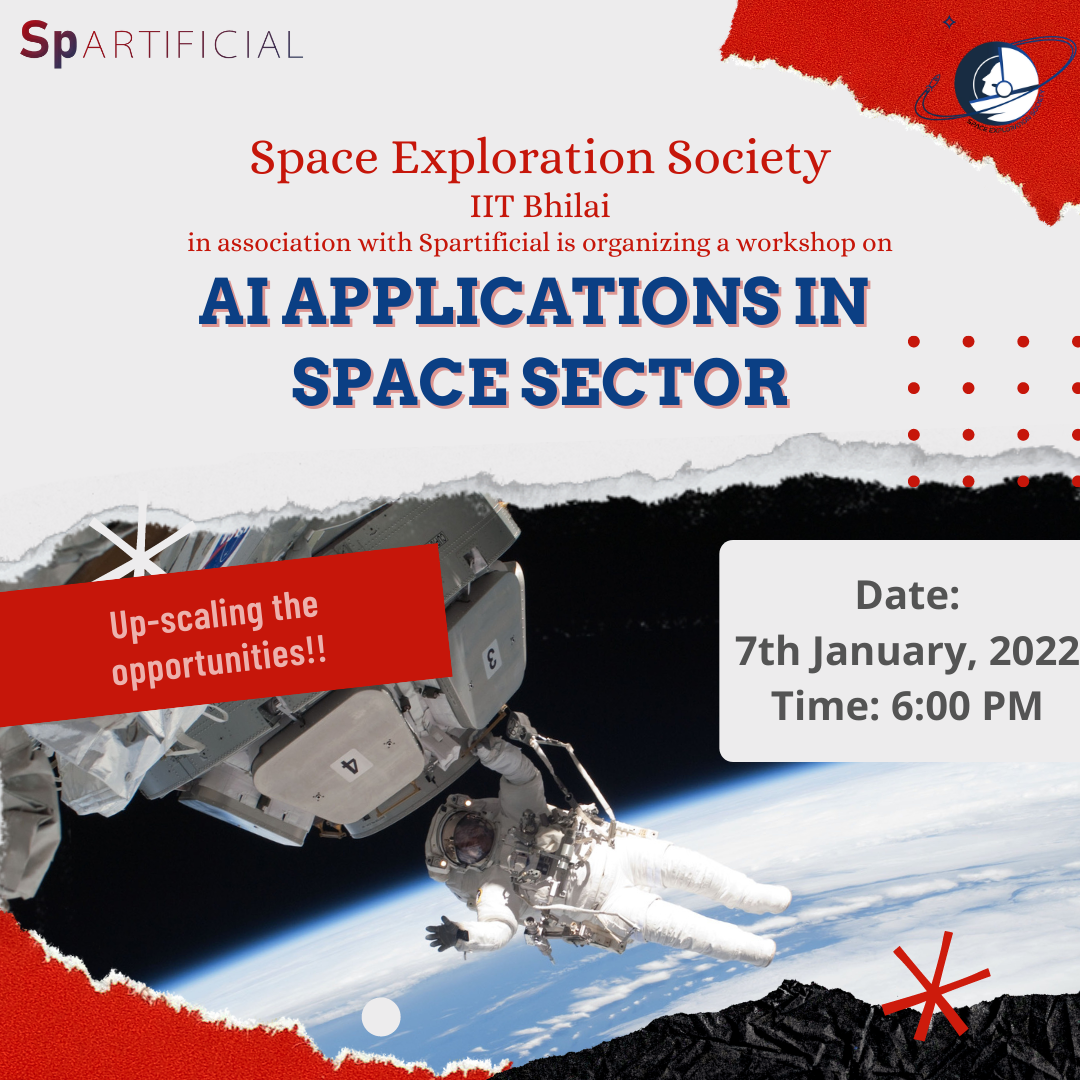 SpARTIFICIAL
Space Exploration Society
IIT Bhilai
in association with Spartificial is organizing a workshop on
AI APPLICATIONS IN
SPACE SECTOR
Up-scaling the
opportunities!!
Date:
7th January, 2022
Time: 6:00 PM
3
4